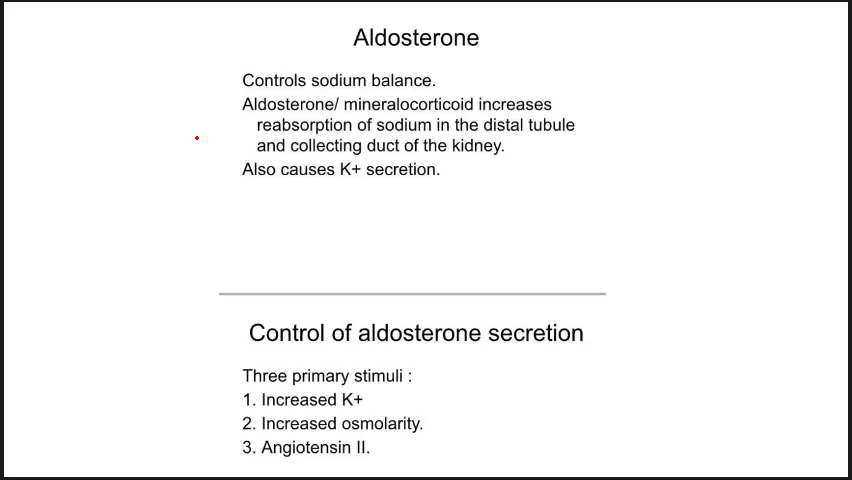 Aldosterone
Controls sodium balance.
Aldosterone/ mineralocorticoid increases
reabsorption of sodium in the distal tubule
and collecting duct of the kidney.
Also causes K+ secretion.
Control of aldosterone secretion
Three primary stimuli :
1. Increased K+
2. Increased osmolarity.
3. Angiotensin II.